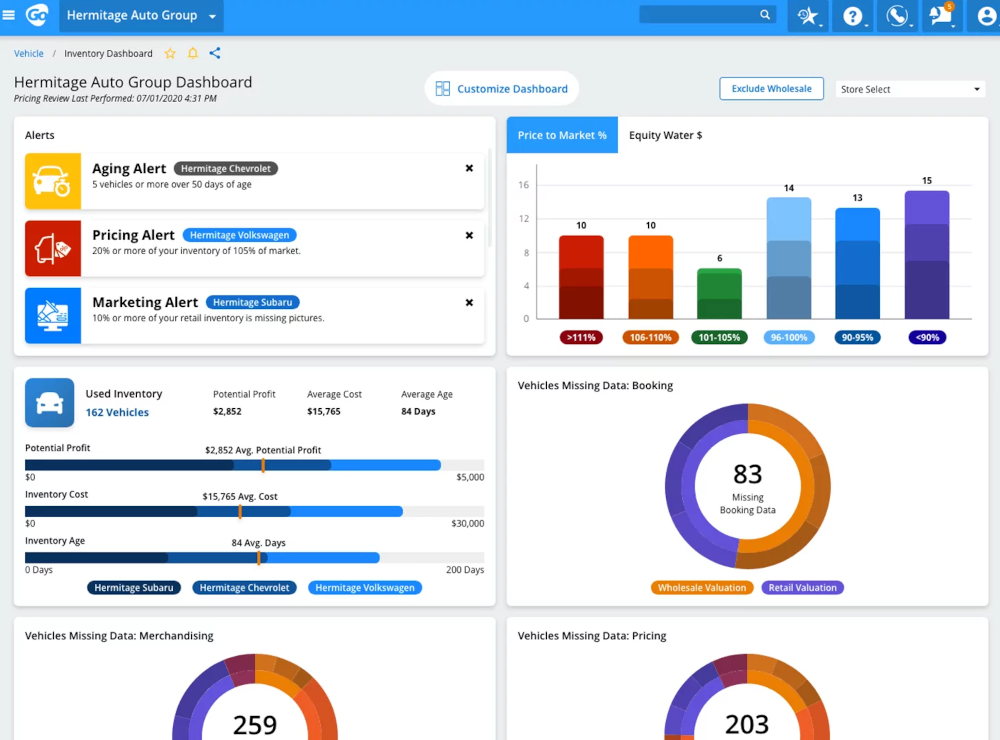 Go
Hermitage Auto Group
5
Vehicle / Inventory Dashboard
Hermitage Auto Group Dashboard
Pricing Review Last Performed: 07/01/2020 4:31 PM
Customize Dashboard
Exclude Wholesale
Store Select
Alerts
Aging Alert Hermitage Chevrolet
5 vehicles or more over 50 days of age
Pricing Alert Hermitage Volkswagen
20% or more of your inventory of 105% of market.
Marketing Alert Hermitage Subaru
10% or more of your retail inventory is missing pictures.
Price to Market % Equity Water $
16
12
8
4
0
10 10 6 14 13 15
>111% 106-110% 101-105% 96-100% 90-95% <90%
Used Inventory
162 Vehicles
Potential Profit Average Cost Average Age
$2,852 $15,765 84 Days
Potential Profit $2,852 Avg. Potential Profit
$0 $5,000
Inventory Cost $15,765 Avg. Cost
$0 $30,000
Inventory Age 84 Avg. Days
0 Days 200 Days
Hermitage Subaru Hermitage Chevrolet Hermitage Volkswagen
Vehicles Missing Data: Booking
83
Missing
Booking Data
Wholesale Valuation Retail Valuation
Vehicles Missing Data: Merchandising
259
Vehicles Missing Data: Pricing
203